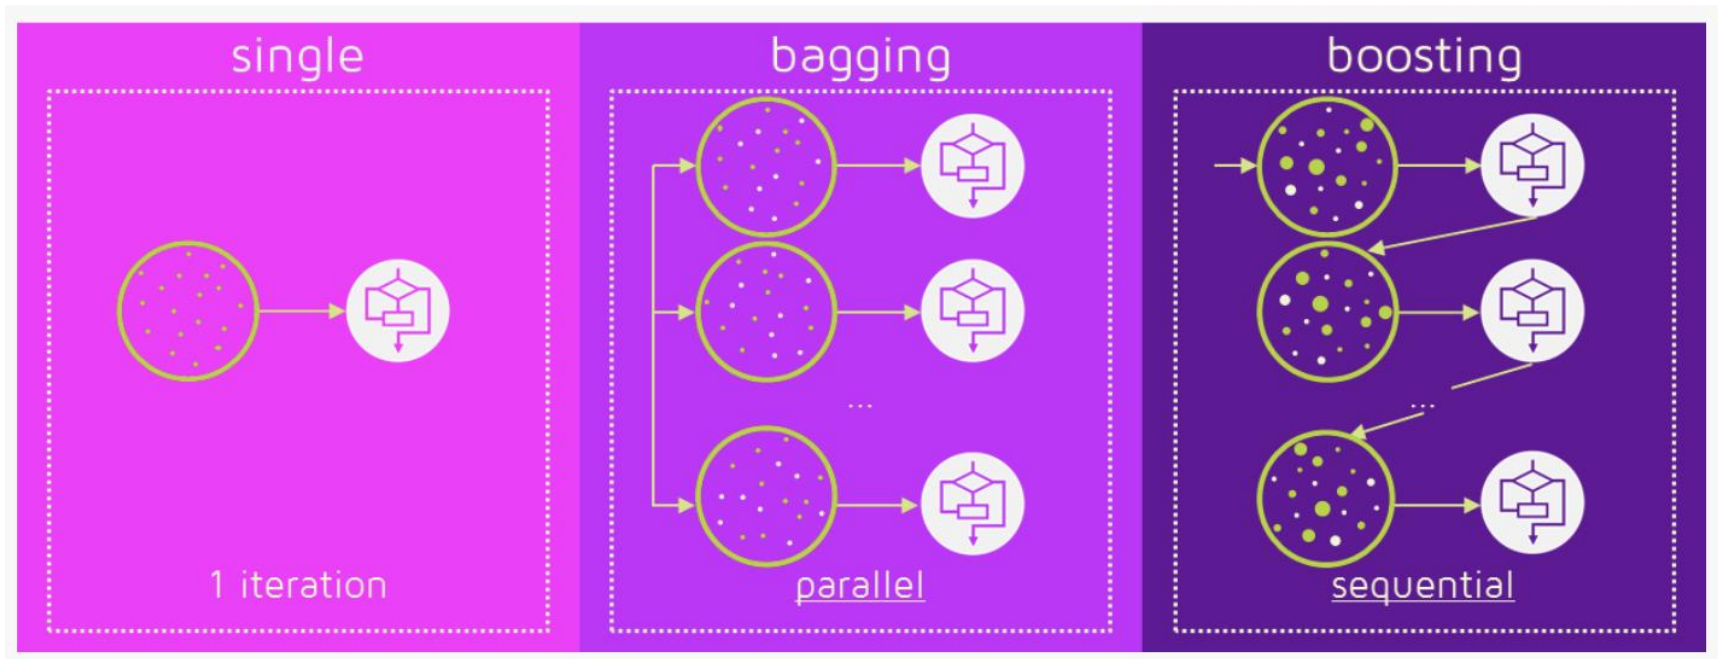 single
bagging
boosting
...
...
1 iteration
parallel
sequential